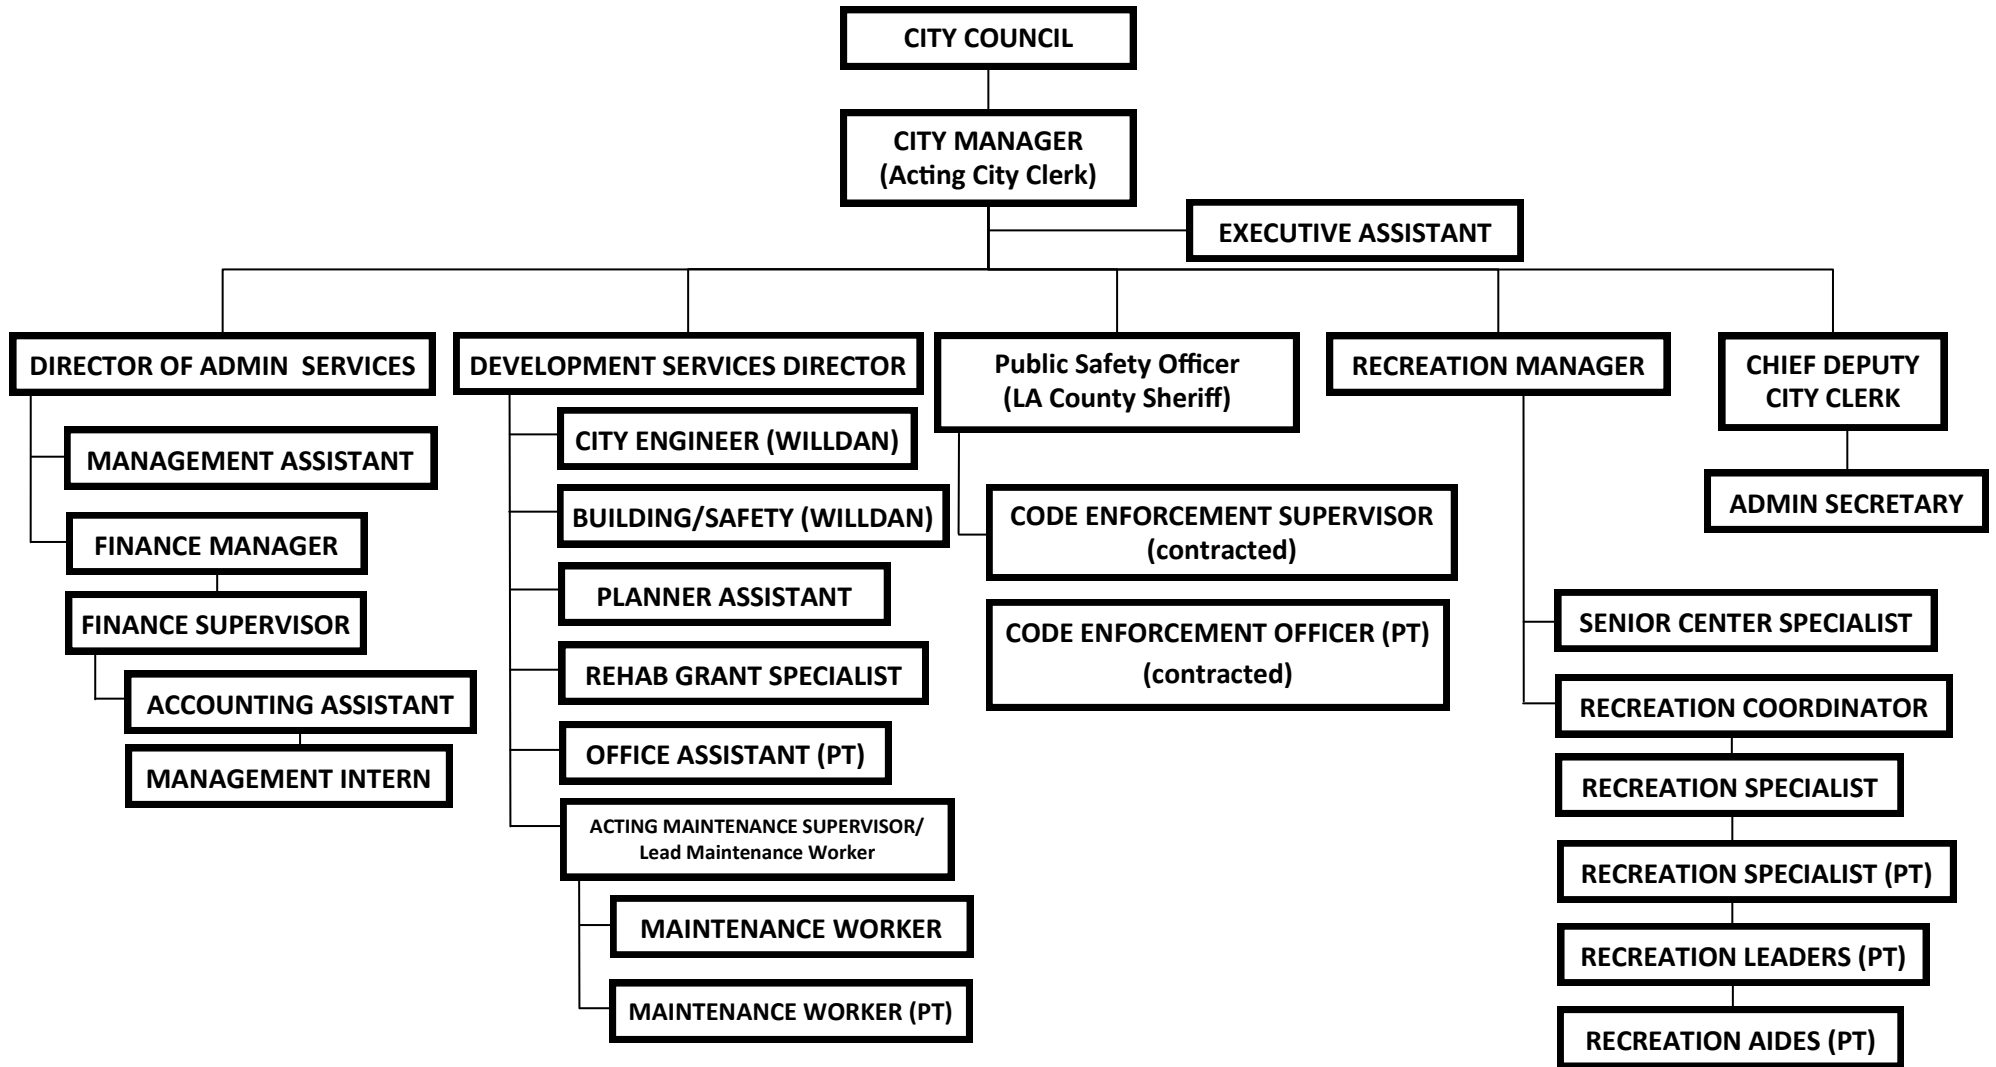 CITY COUNCIL
CITY MANAGER
(Acting City Clerk)
EXECUTIVE ASSISTANT
DIRECTOR OF ADMIN  SERVICES
MANAGEMENT ASSISTANT
FINANCE MANAGER
FINANCE SUPERVISOR
ACCOUNTING ASSISTANT
MANAGEMENT INTERN
DEVELOPMENT SERVICES DIRECTOR
CITY ENGINEER (WILLDAN)
BUILDING/SAFETY (WILLDAN)
PLANNER ASSISTANT
REHAB GRANT SPECIALIST
OFFICE ASSISTANT (PT)
ACTING MAINTENANCE SUPERVISOR/
Lead Maintenance Worker
MAINTENANCE WORKER
MAINTENANCE WORKER (PT)
Public Safety Officer
(LA County Sheriff)
CODE ENFORCEMENT SUPERVISOR
(contracted)
CODE ENFORCEMENT OFFICER (PT)
(contracted)
RECREATION MANAGER
SENIOR CENTER SPECIALIST
RECREATION COORDINATOR
RECREATION SPECIALIST
RECREATION SPECIALIST (PT)
RECREATION LEADERS (PT)
RECREATION AIDES (PT)
CHIEF DEPUTY
CITY CLERK
ADMIN SECRETARY